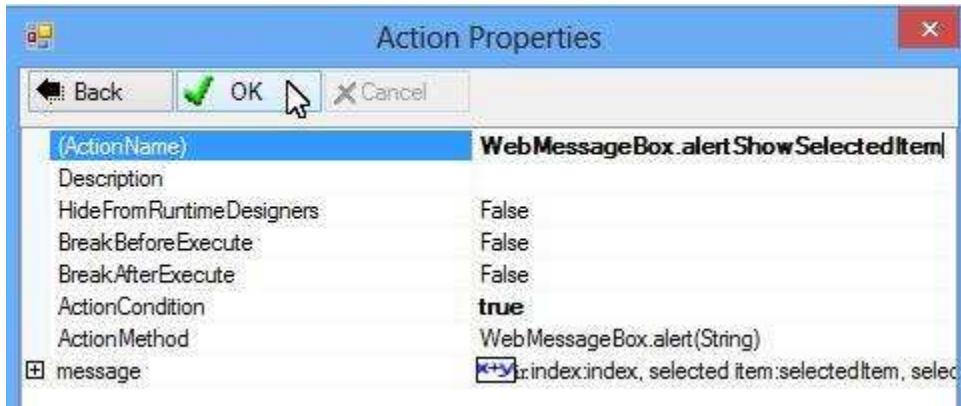 Action Properties
Back OK Cancel
(ActionName) WebMessageBox.alertShowSelectedItem
Description
HideFromRuntimeDesigners False
BreakBeforeExecute False
BreakAfterExecute False
ActionCondition true
ActionMethod WebMessageBox.alert(String)
message x+y index:index, selected item:selectedItem, selec